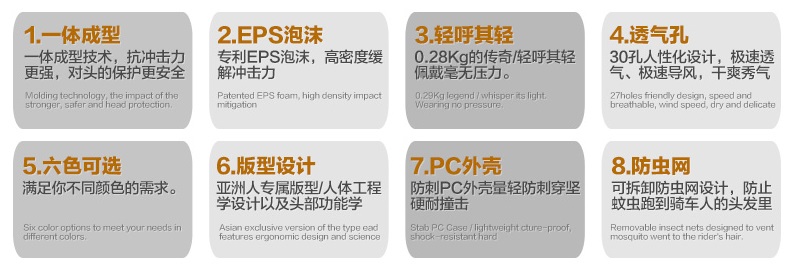 1.一体成型
一体成型技术，抗冲击力
更强，对头的保护更安全
Molding technology, the impact of the
stronger, safer and head protection.
2.EPS泡沫
专利EPS泡沫，高密度缓
解冲击力
Patented EPS foam, high density impact
mitigation
3.轻呼其轻
0.28Kg的传奇/轻呼其轻
佩戴毫无压力。
0.29Kg legend / whisper its light.
Wearing no pressure.
4.透气孔
30孔人性化设计，极速透
气、极速导风，干爽秀气
27holes friendly design, speed and
breathable, wind speed, dry and delicate
5.六色可选
满足你不同颜色的需求。
Six color options to meet your needs in
different colors.
6.版型设计
亚洲人专属版型/人体工程
学设计以及头部功能学
Asian exclusive version of the type ead
features ergonomic design and science
7.PC外壳
防刺PC外壳量轻防刺穿坚
硬耐撞击
Stab PC Case / lightweight cture-proof,
shock-resistant hard
8.防虫网
可拆卸防虫网设计，防止
蚊虫跑到骑车人的头发里
Removable insect nets designed to vent
mosquito went to the rider's hair.